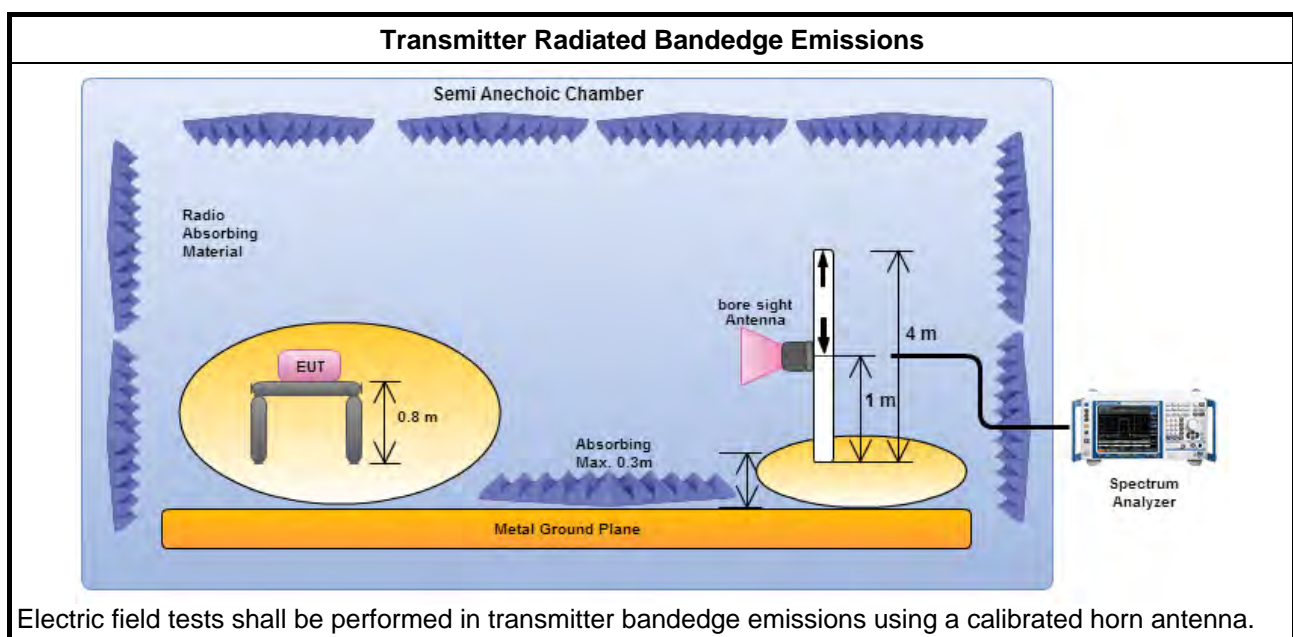 Transmitter Radiated Bandedge Emissions
Semi Anechoic Chamber
Radio
Absorbing
Material
bore sight
Antenna
4 m
EUT
1 m
0.8 m
Absorbing
Max. 0.3m
Spectrum
Analyzer
Metal Ground Plane
Electric field tests shall be performed in transmitter bandedge emissions using a calibrated horn antenna.